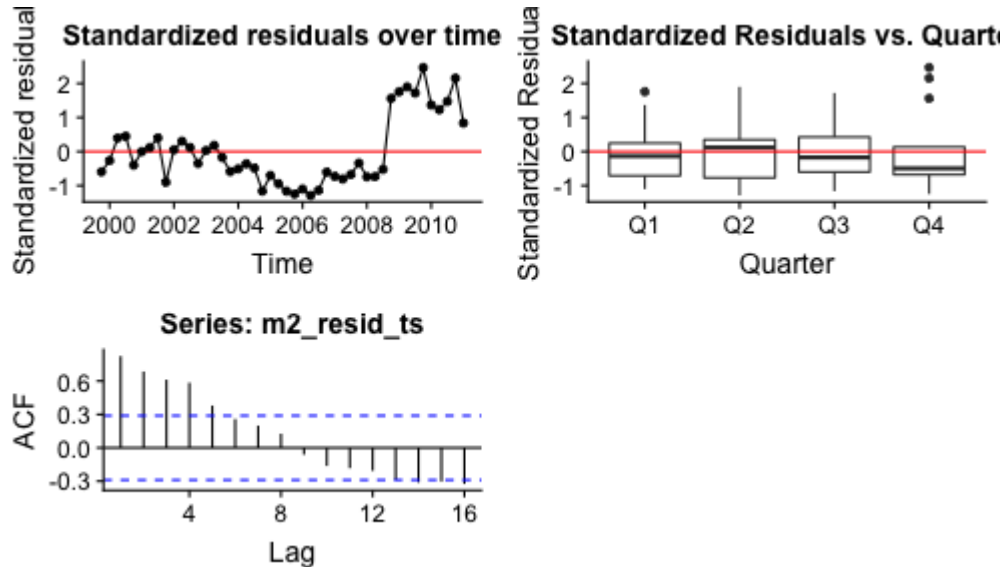 Standardized residuals over time
Standardized residual
2
1
0
-1
2000 2002 2004 2006 2008 2010
Time
Standardized Residuals vs. Quarte
Standardized Residua
2
1
0
-1
Q1 Q2 Q3 Q4
Quarter
Series: m2_resid_ts
ACF
0.6
0.3
0.0
-0.3
4 8 12 16
Lag